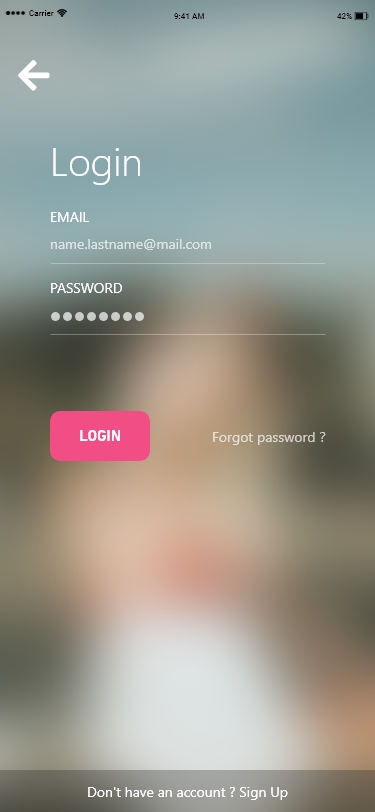 Carrier 9:41 AM 42%
Login
EMAIL
name.lastname@mail.com
PASSWORD
LOGIN Forgot password ?
Don't have an account ? Sign Up